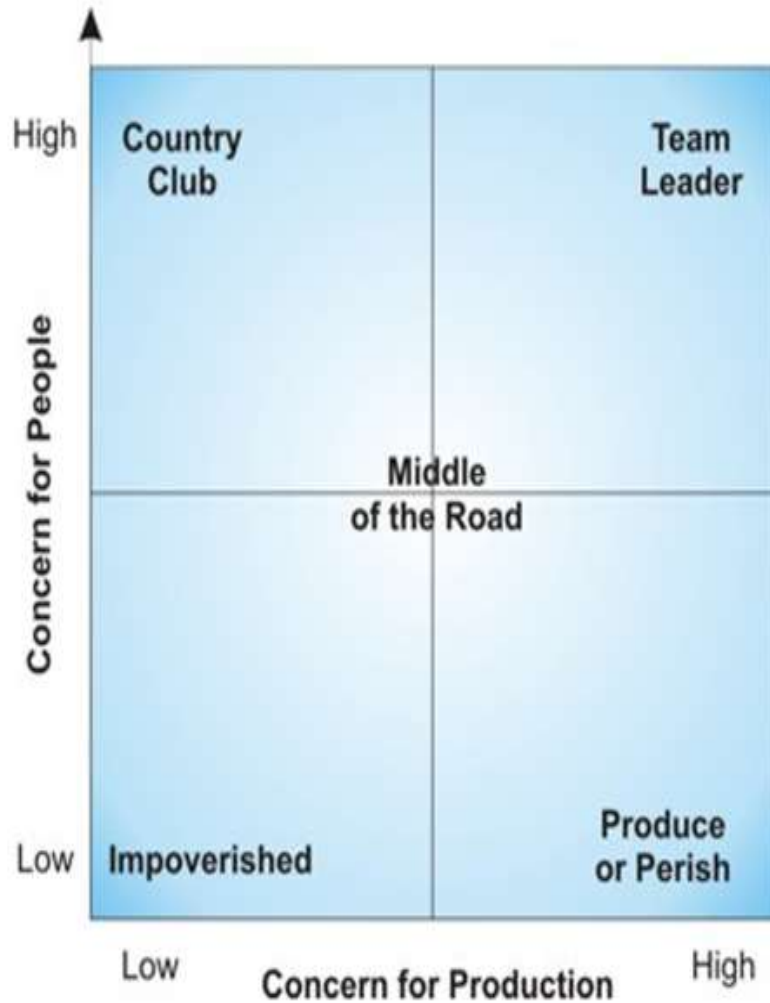 High
Country
Club
Team
Leader
Concern for People
Middle
of the Road
Low
Impoverished
Produce
or Perish
Low
Concern for Production
High